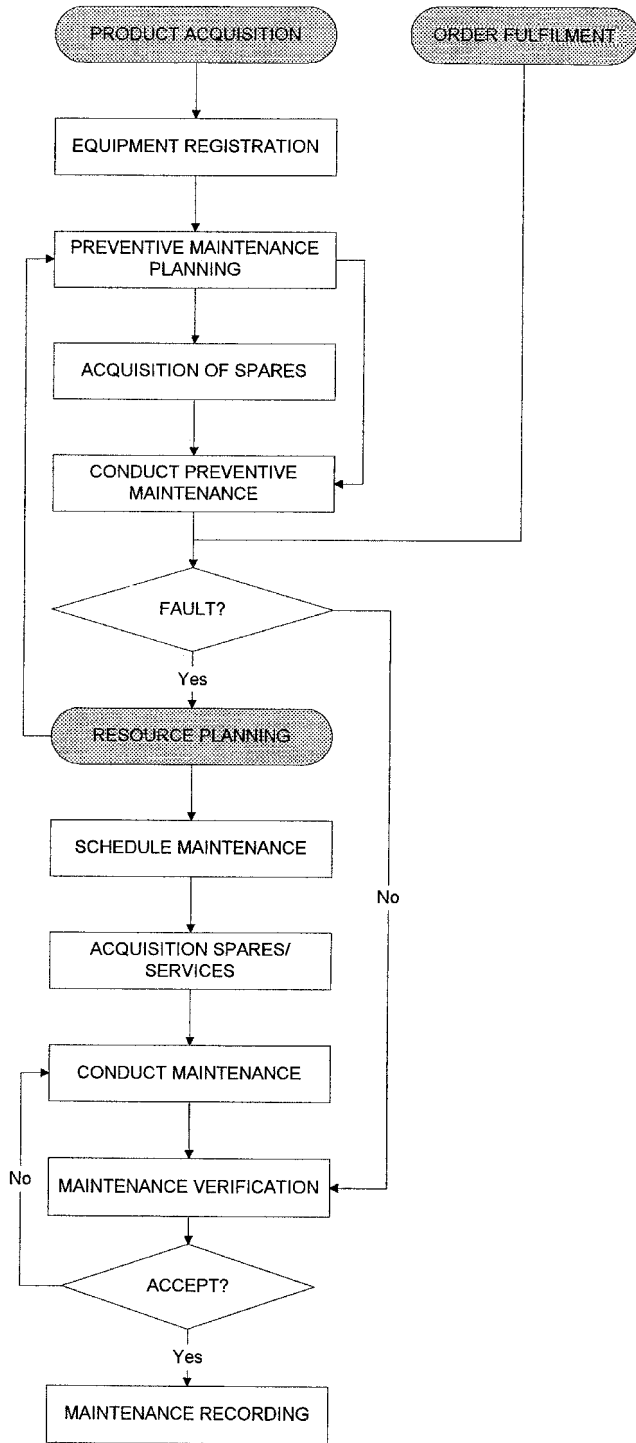 PRODUCT ACQUISITION
ORDER FULFILMENT
EQUIPMENT REGISTRATION
PREVENTIVE MAINTENANCE
PLANNING
ACQUISITION OF SPARES
CONDUCT PREVENTIVE
MAINTENANCE
FAULT?
Yes
RESOURCE PLANNING
SCHEDULE MAINTENANCE
No
ACQUISITION SPARES/
SERVICES
CONDUCT MAINTENANCE
No
MAINTENANCE VERIFICATION
ACCEPT?
Yes
MAINTENANCE RECORDING